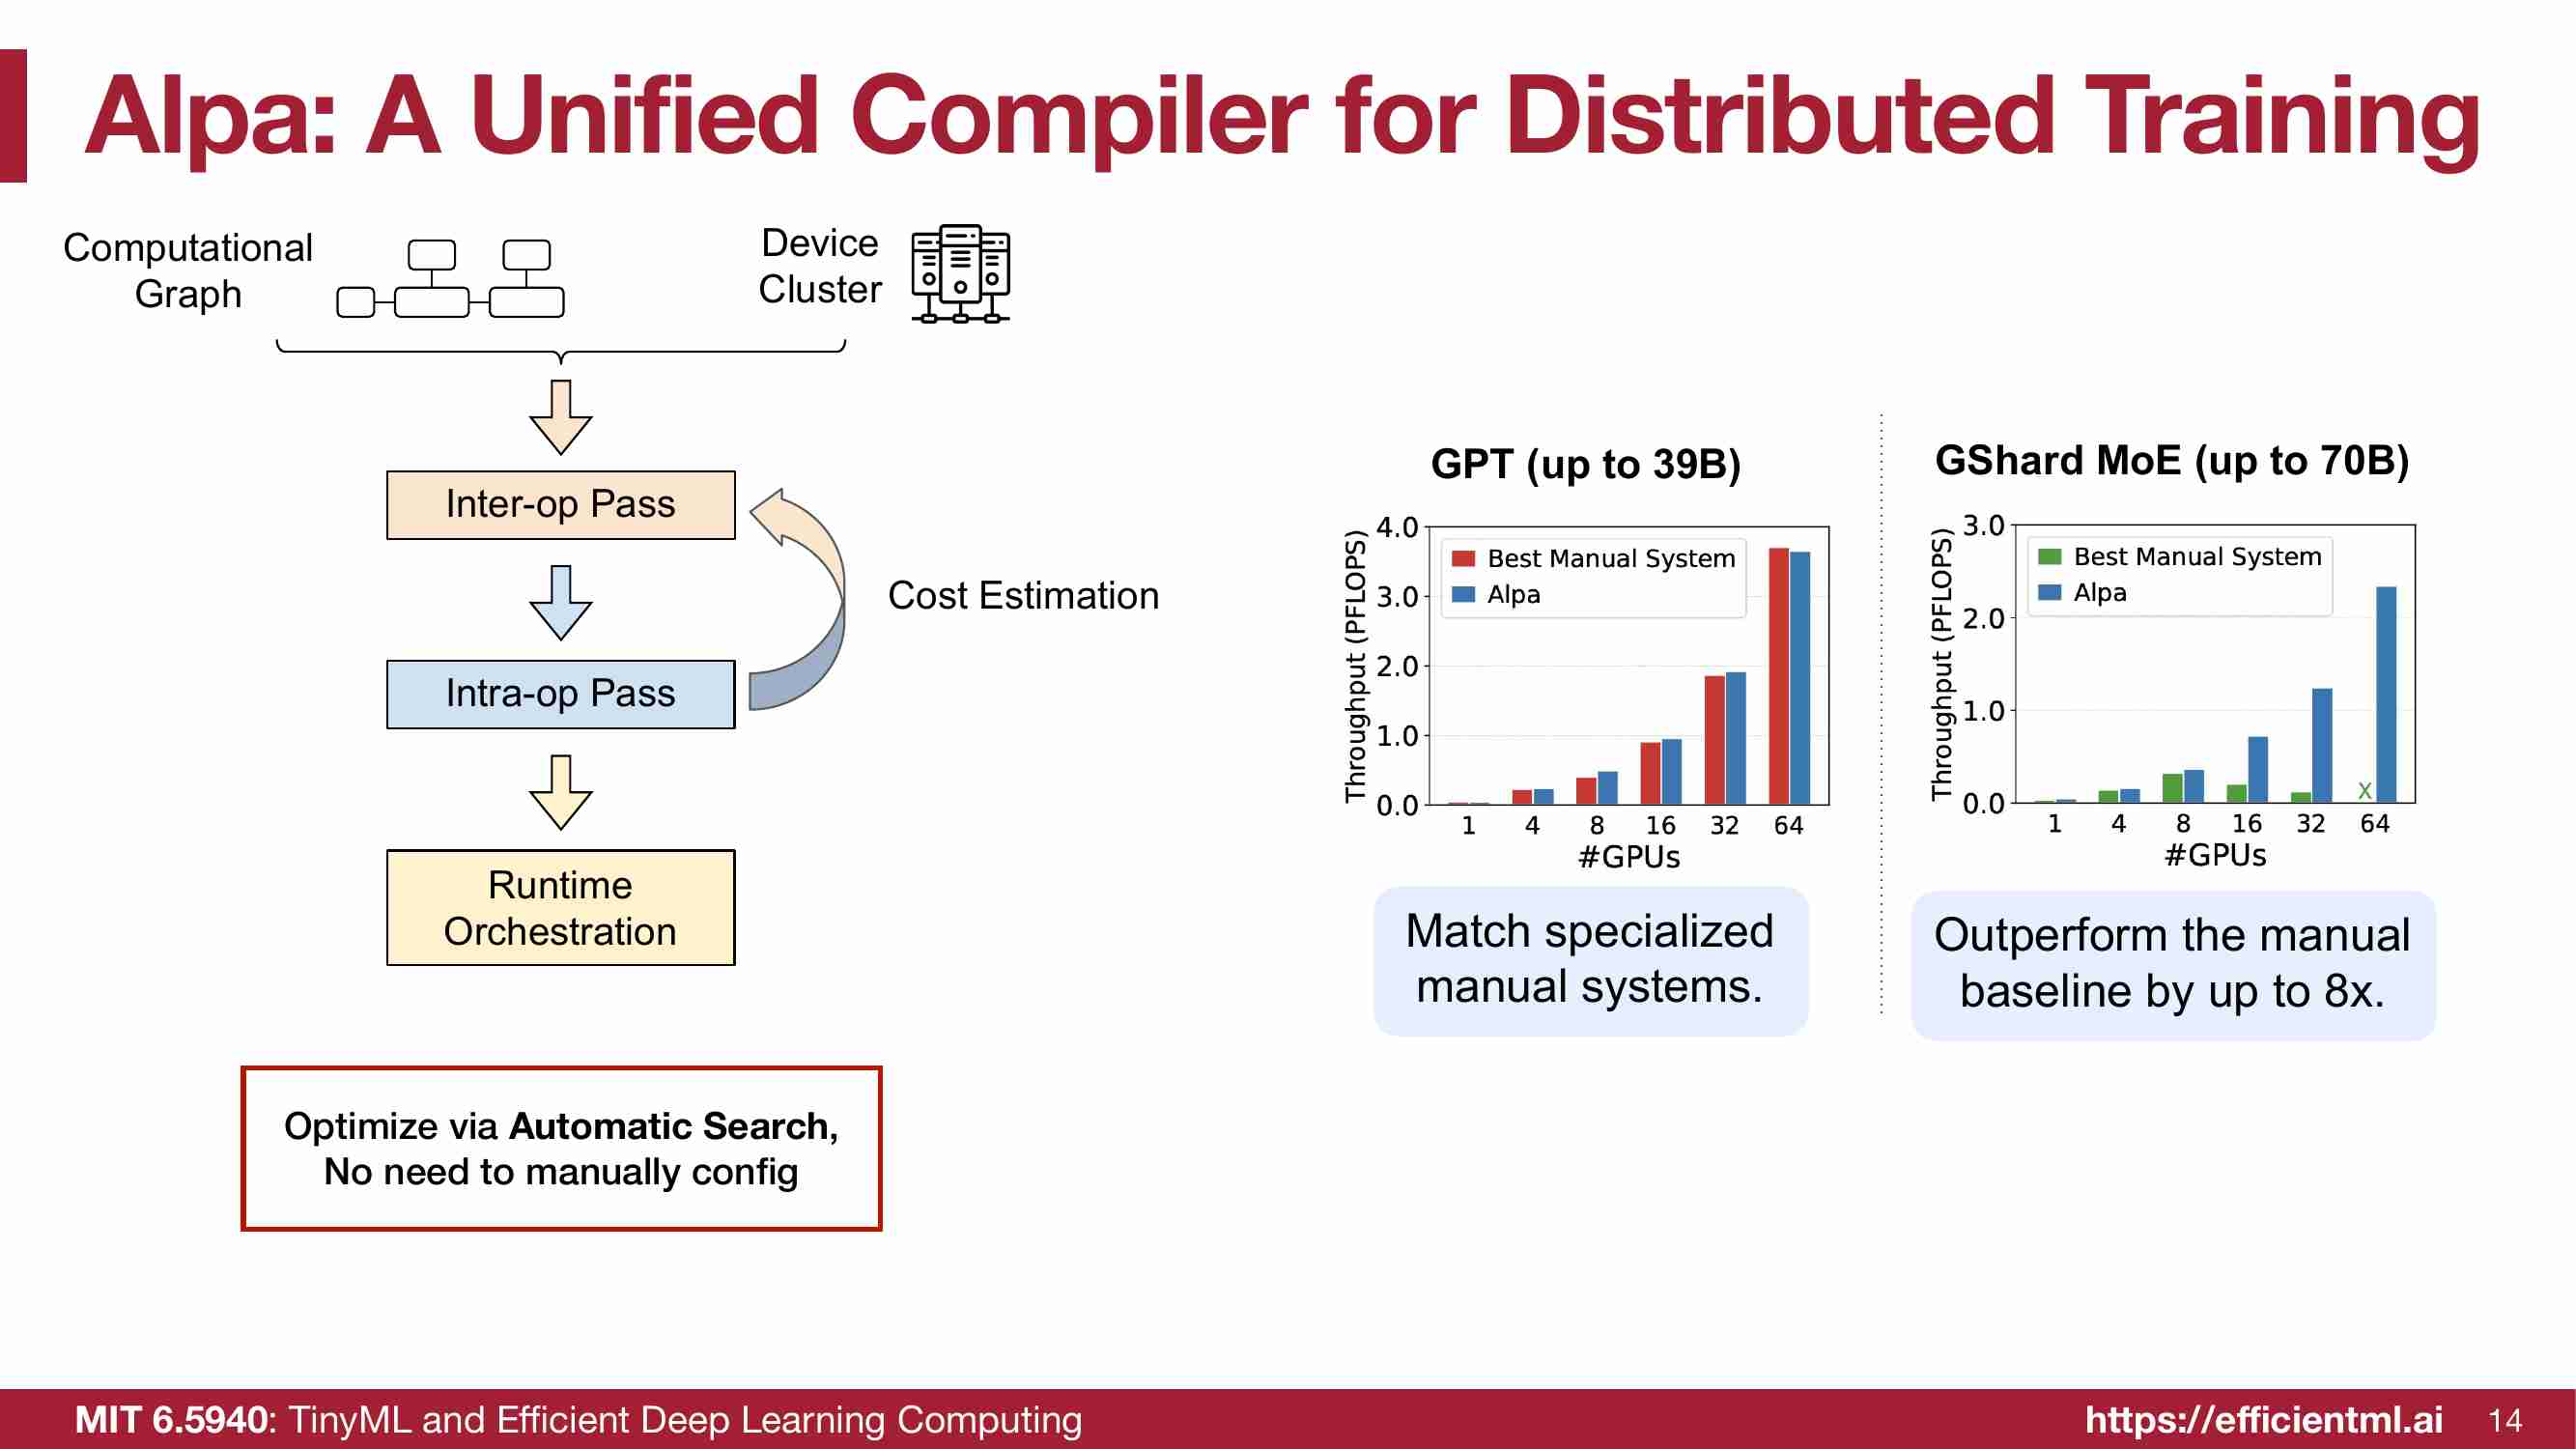 Alpa: A Unified Compiler for Distributed Training
Computational
Graph
Device
Cluster
Inter-op Pass
Cost Estimation
Intra-op Pass
Runtime
Orchestration
Optimize via Automatic Search,
No need to manually config
GPT (up to 39B)
Throughput (PFLOPS)
4.0
3.0
2.0
1.0
0.0
Best Manual System
Alpa
1 4 8 16 32 64
#GPUs
Match specialized
manual systems.
GShard MoE (up to 70B)
Throughput (PFLOPS)
3.0
2.0
1.0
0.0
Best Manual System
Alpa
X
1 4 8 16 32 64
#GPUs
Outperform the manual
baseline by up to 8x.
MIT 6.5940: TinyML and Efficient Deep Learning Computing
https://efficientml.ai 14